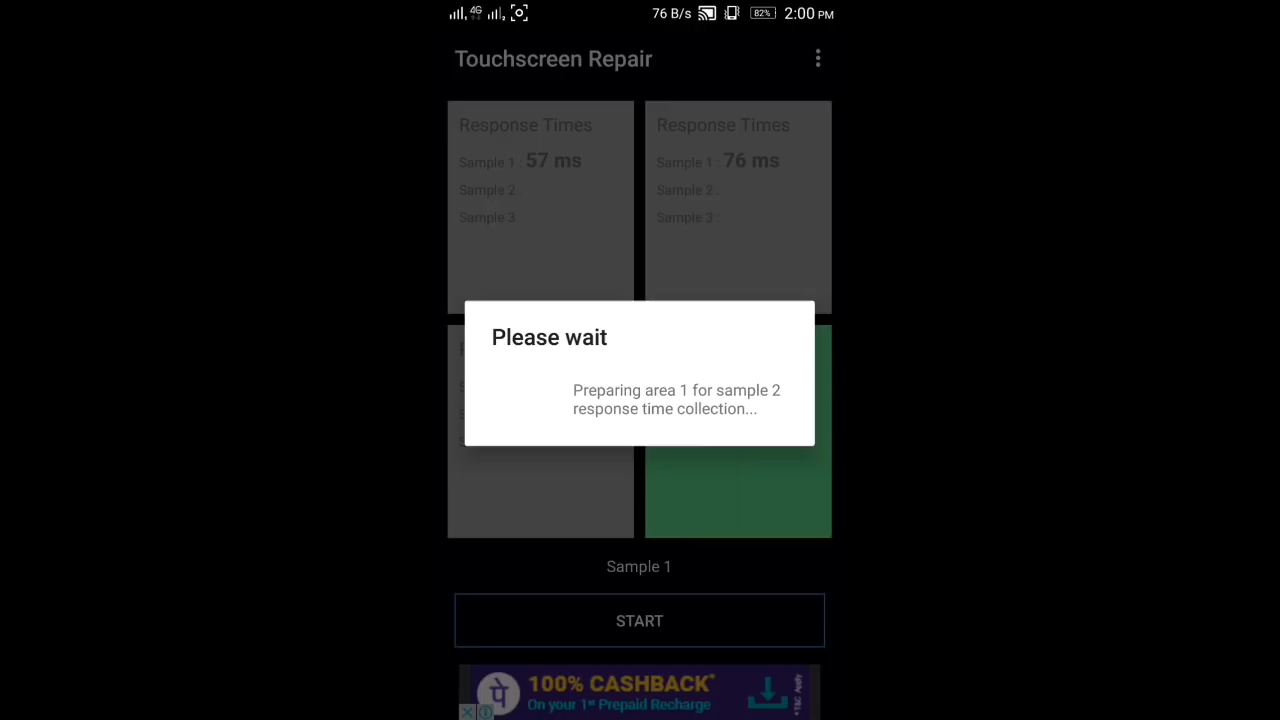 4G 76 B/s 82% 2:00 PM
Touchscreen Repair
Response Times
Sample 1 : 57 ms
Sample 2
Sample 3
Response Times
Sample 1 : 76 ms
Sample 2 :
Sample 3 :
Please wait
Preparing area 1 for sample 2
response time collection...
Sample 1
START
पे
100% CASHBACK*
On your 1st Prepaid Recharge
*T&C Apply